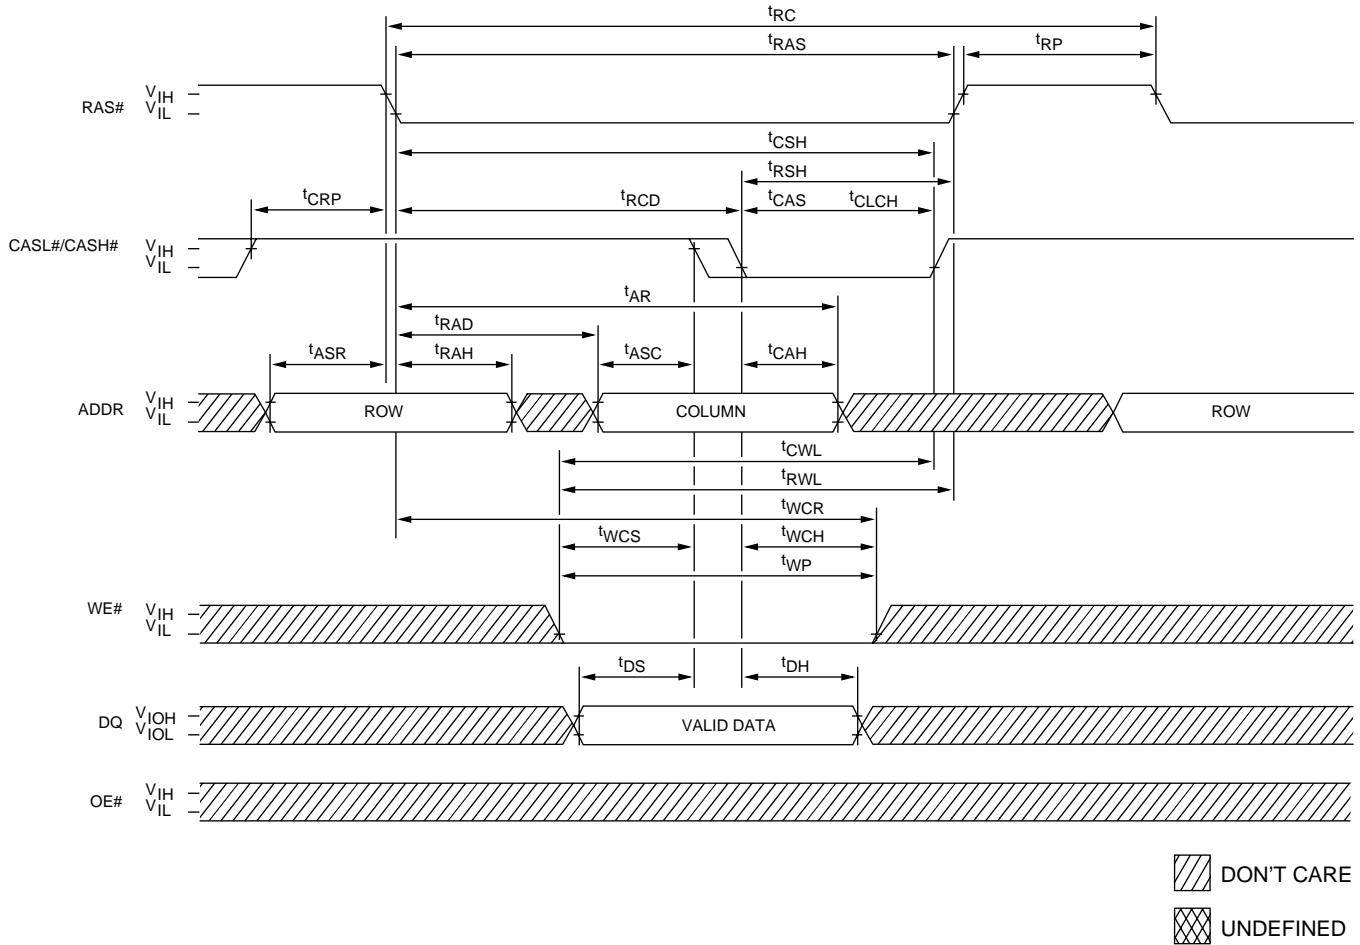 tRC
tRAS tRP
RAS# VIH
VIL
tCSH
tRSH
tCRP tRCD tCAS tCLCH
CASL#/CASH# VIH
VIL
tAR
tRAD
tASR tRAH tASC tCAH
ADDR VIH
VIL
ROW COLUMN ROW
tCWL
tRWL
tWCR
tWCS tWCH
tWP
WE# VIH
VIL
tDS tDH
DQ VIOH
VIOL
VALID DATA
OE# VIH
VIL
DON'T CARE
UNDEFINED